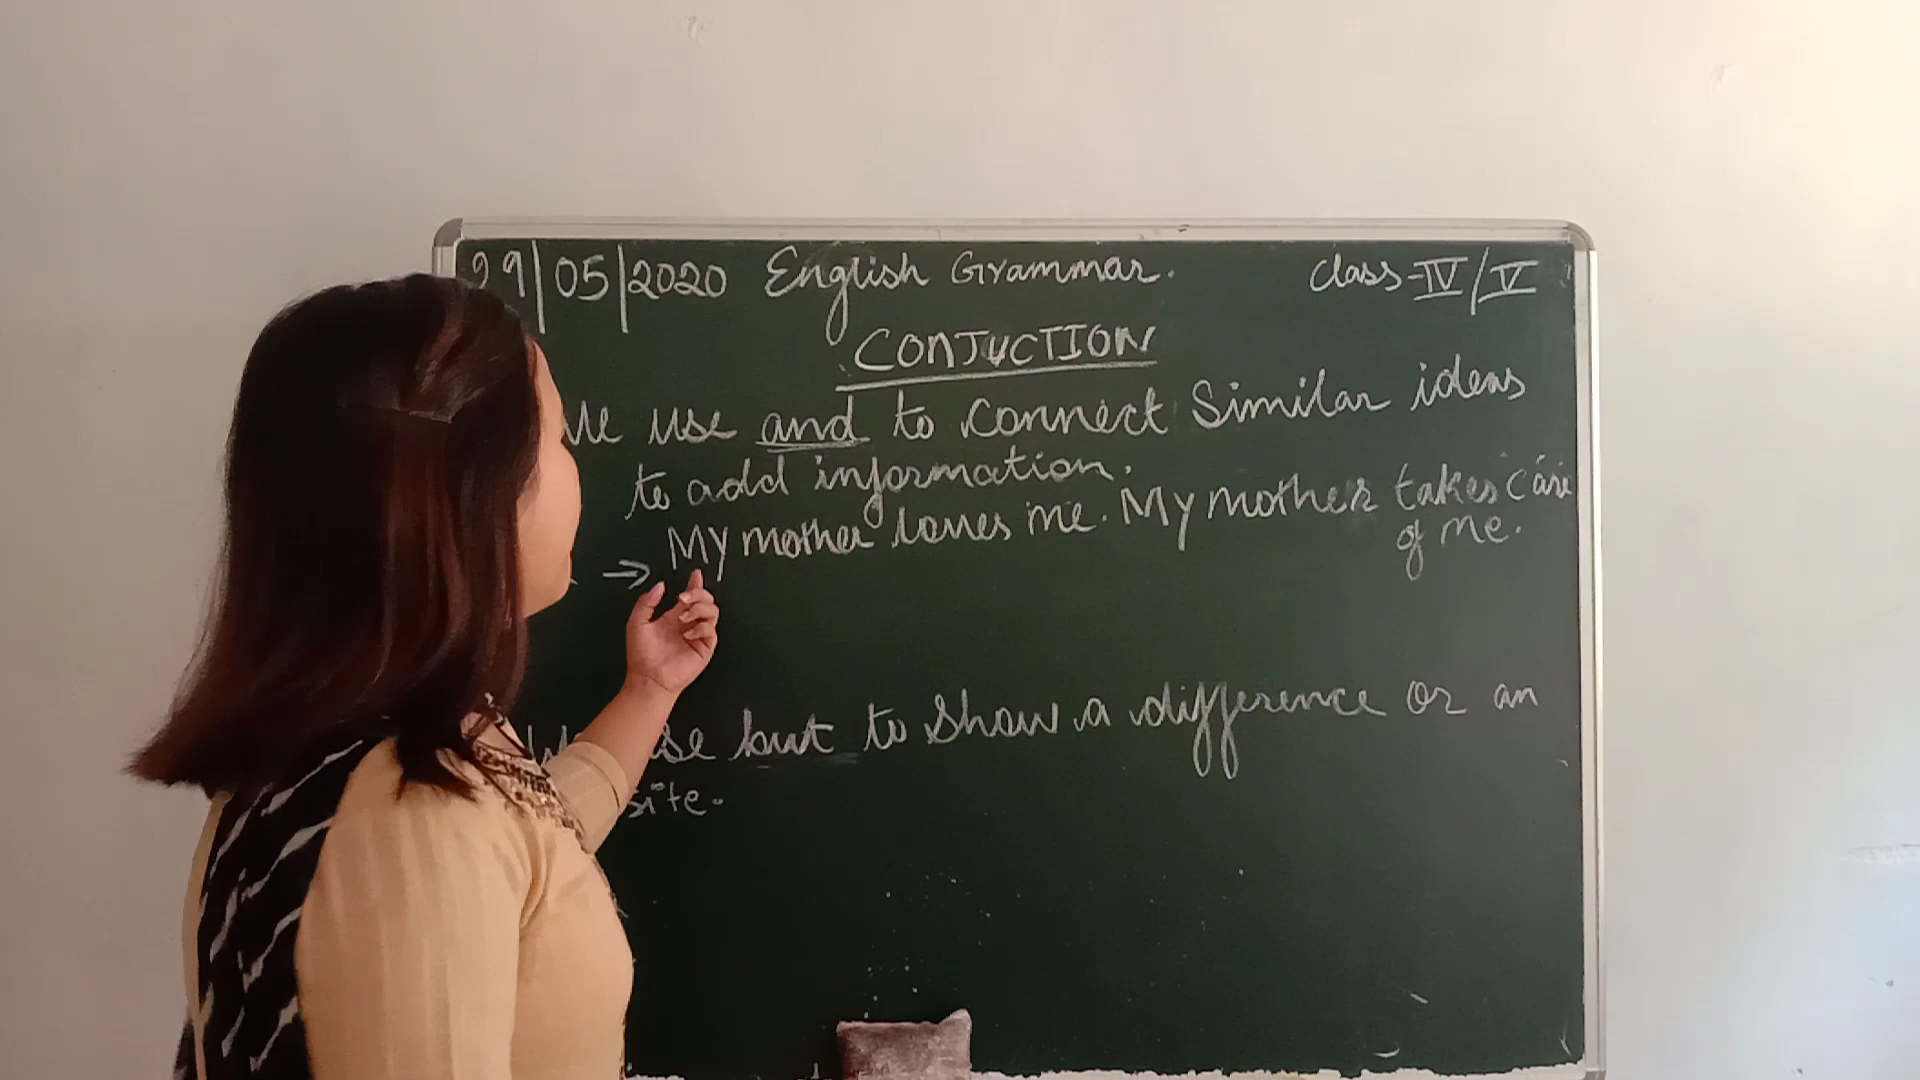 29/05/2020 English Grammar. Class-IV/V
CONJUCTION
We use and to connect similar ideas
to add information.
→ My mother loves me. My mother takes care
of me.
use but to show a difference or an
site.